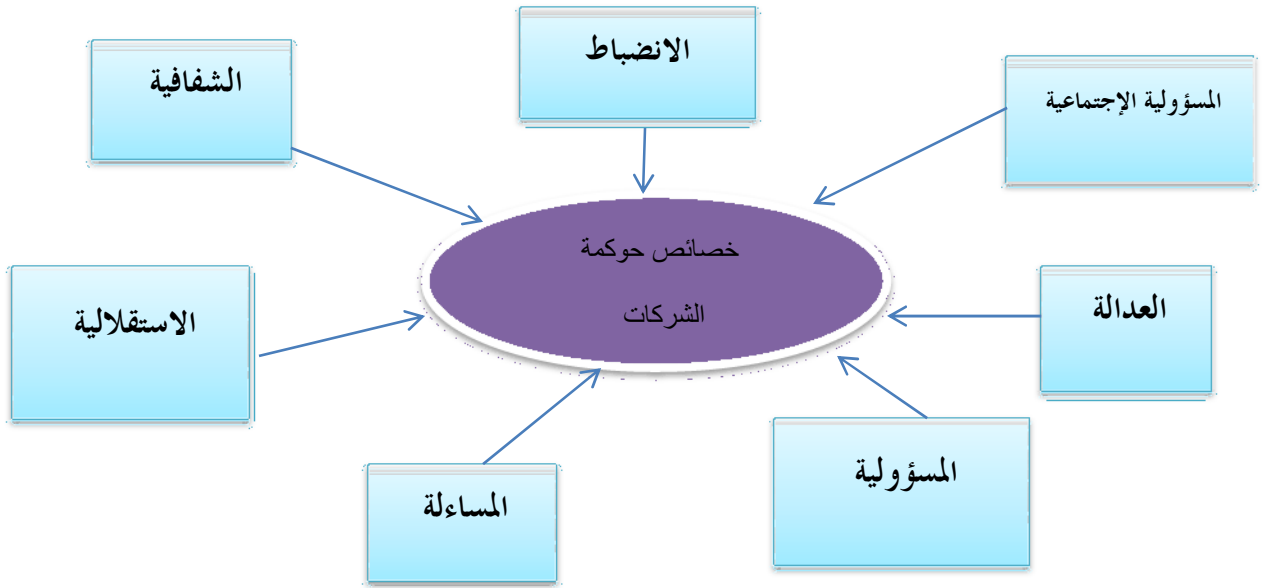 الانضباط
الشفافية
المسؤولية الإجتماعية
خصائص حوكمة
الشركات
العدالة
الاستقلالية
المسؤولية
المساءلة